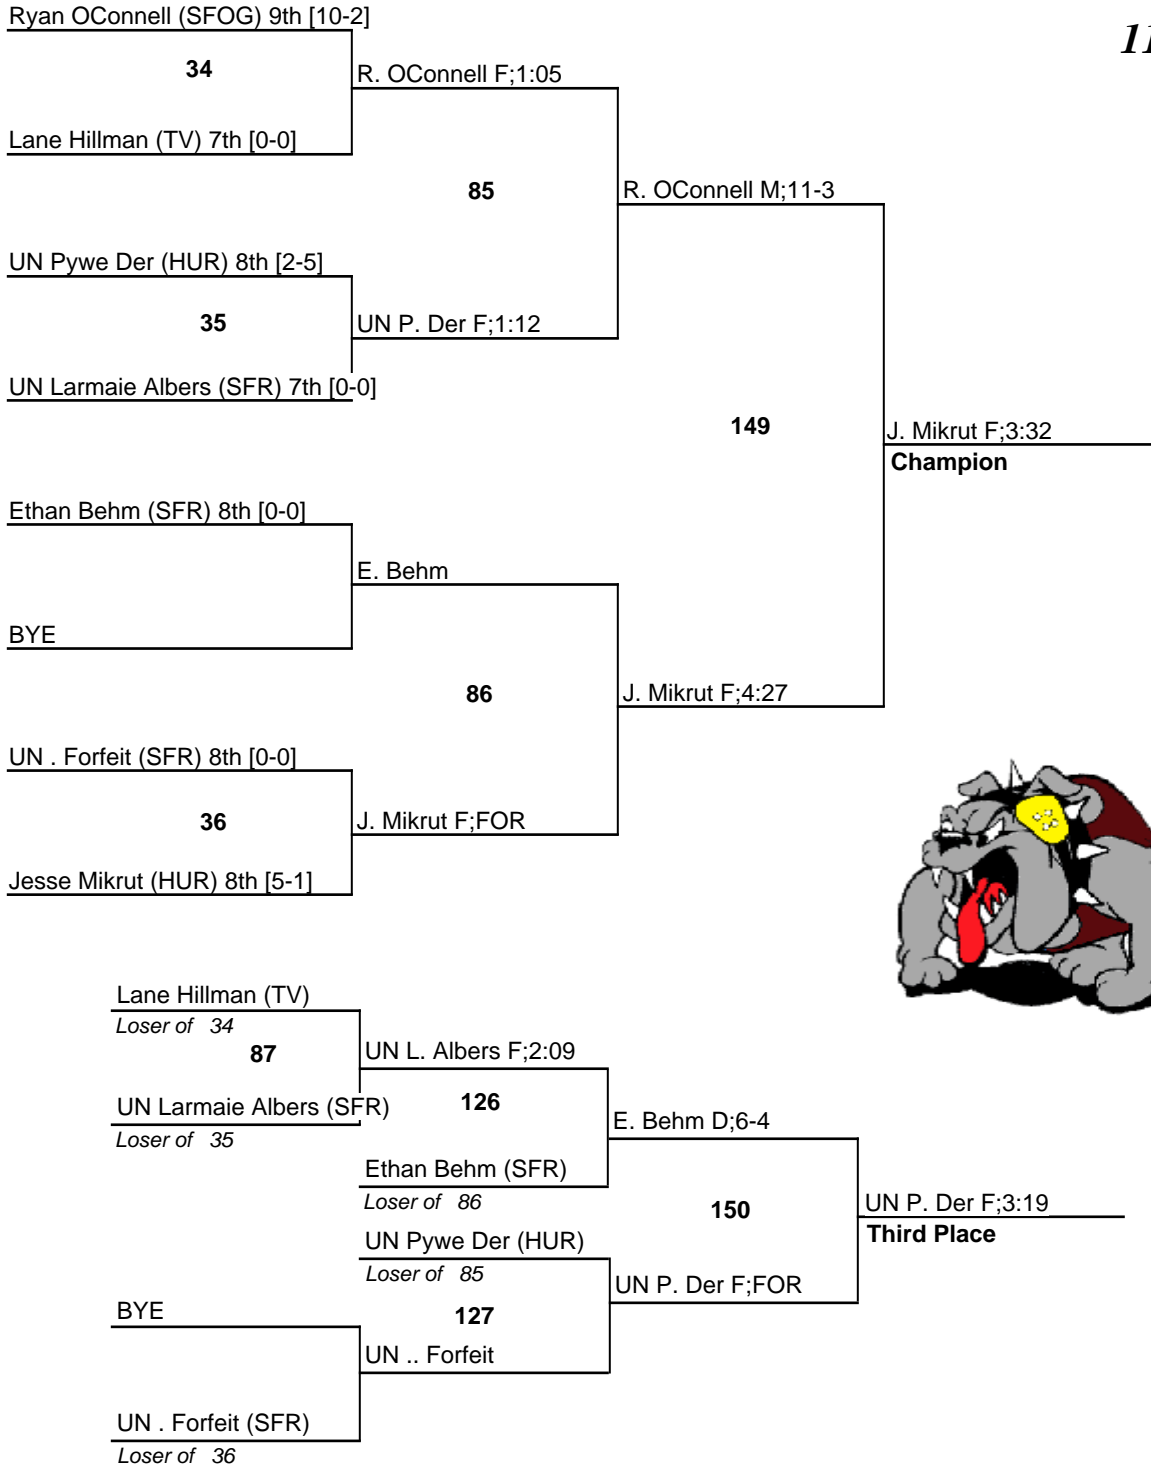 Ryan OConnell (SFOG) 9th [10-2]
11
34
R. OConnell F;1:05
Lane Hillman (TV) 7th [0-0]
85
R. OConnell M;11-3
UN Pywe Der (HUR) 8th [2-5]
35
UN P. Der F;1:12
UN Larmaie Albers (SFR) 7th [0-0]
149
J. Mikrut F;3:32
Champion
Ethan Behm (SFR) 8th [0-0]
E. Behm
BYE
86
J. Mikrut F;4:27
UN . Forfeit (SFR) 8th [0-0]
36
J. Mikrut F;FOR
Jesse Mikrut (HUR) 8th [5-1]
Lane Hillman (TV)
Loser of 34
87
UN L. Albers F;2:09
UN Larmaie Albers (SFR)
Loser of 35
126
E. Behm D;6-4
Ethan Behm (SFR)
Loser of 86
150
UN P. Der F;3:19
Third Place
UN Pywe Der (HUR)
Loser of 85
UN P. Der F;FOR
BYE
127
UN .. Forfeit
UN . Forfeit (SFR)
Loser of 36